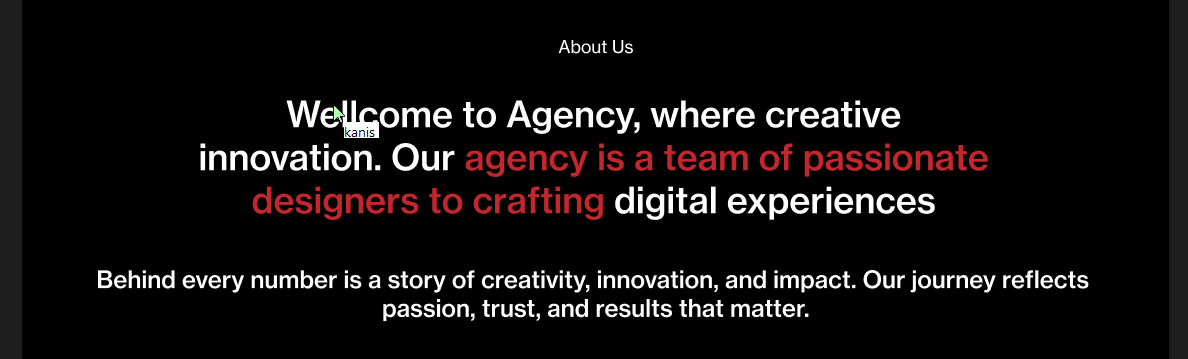 About Us
Wellcome to Agency, where creative
kanis
innovation. Our agency is a team of passionate
designers to crafting digital experiences
Behind every number is a story of creativity, innovation, and impact. Our journey reflects
passion, trust, and results that matter.